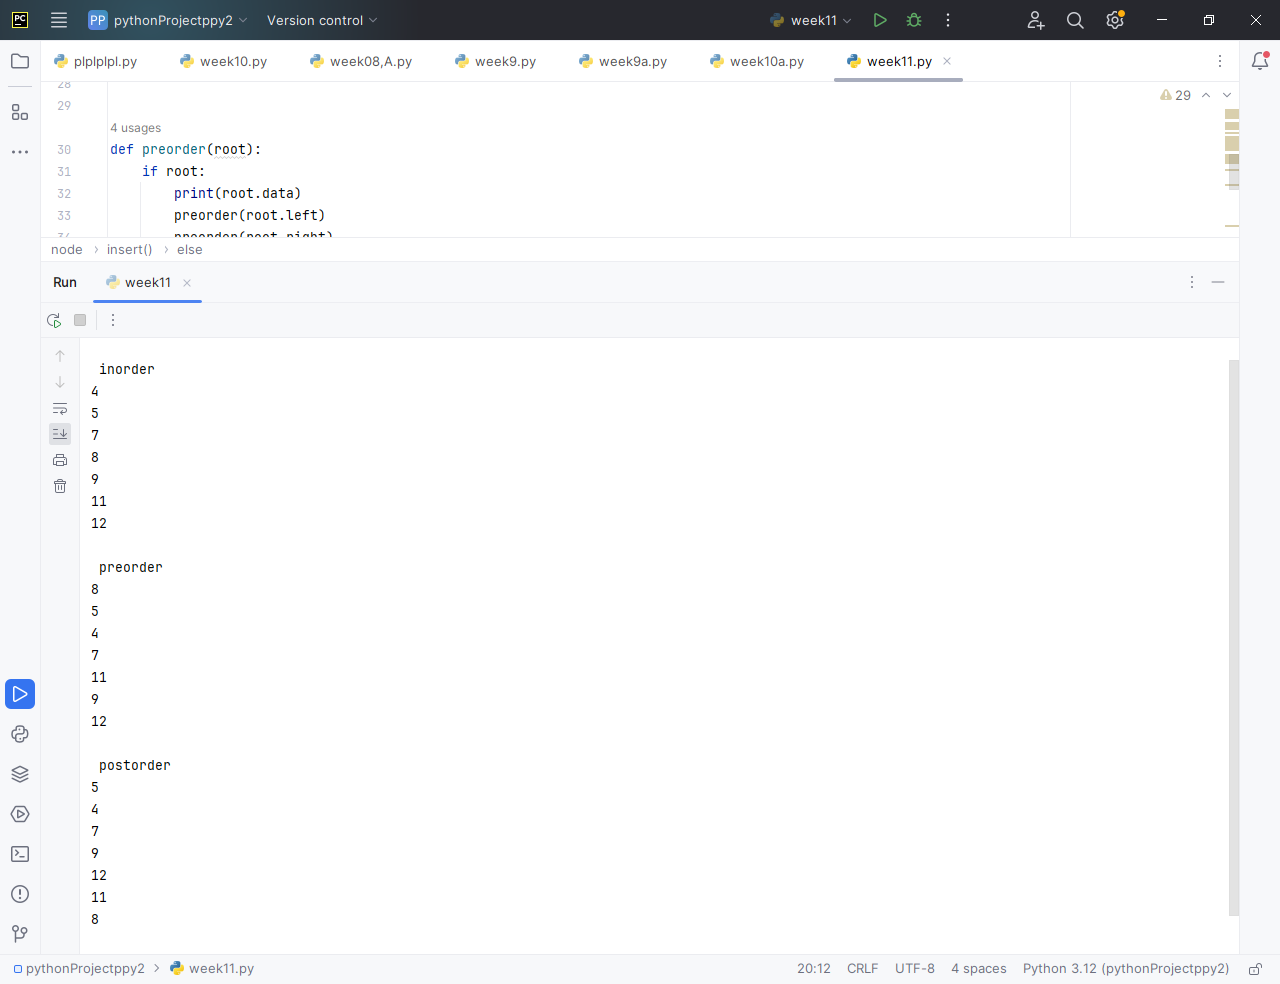 PC PP pythonProjectppy2 Version control week11
plplplpl.py week10.py week08,A.py week9.py week9a.py week10a.py week11.py
28
29
29
4 usages
30 def preorder(root):
31 if root:
32 print(root.data)
33 preorder(root.left)
34 preorder(root.right)
node insert() else
Run week11
inorder
4
5
7
8
9
11
12
preorder
8
5
4
7
11
9
12
postorder
5
4
7
9
12
11
8
pythonProjectppy2 week11.py 20:12 CRLF UTF-8 4 spaces Python 3.12 (pythonProjectppy2)